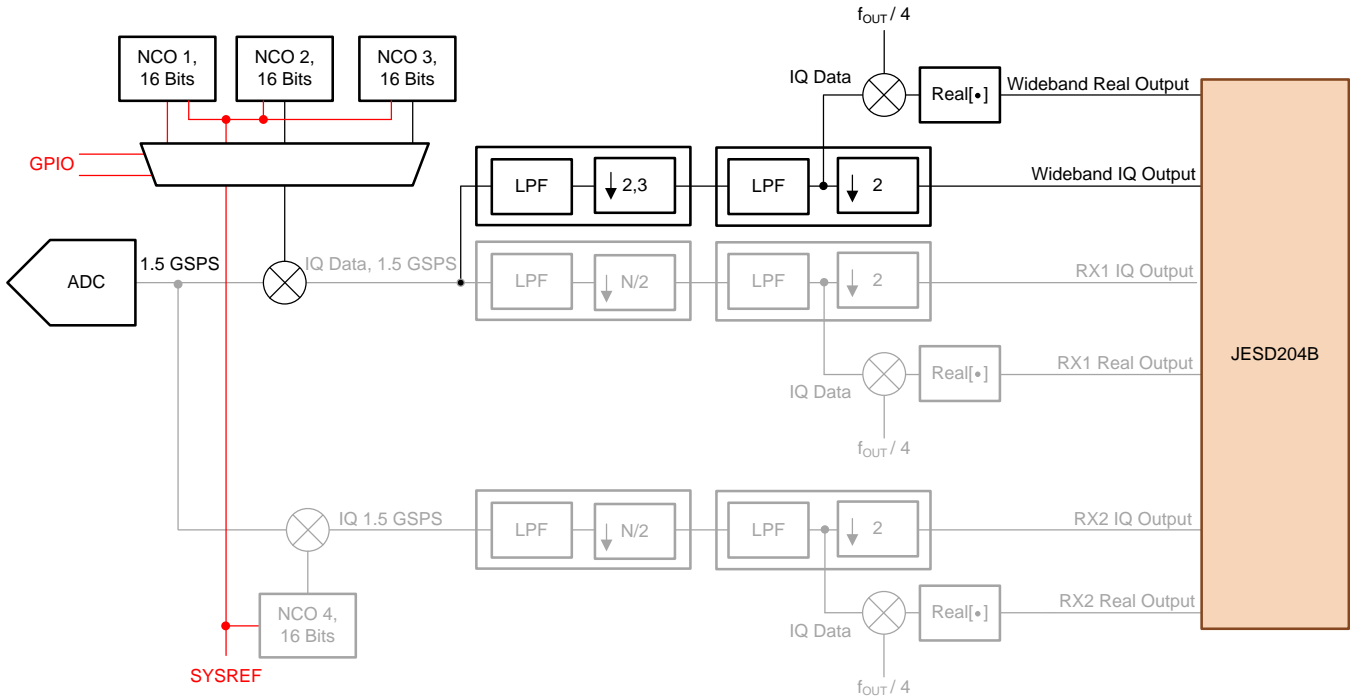 f_OUT / 4
NCO 1,
16 Bits
NCO 2,
16 Bits
NCO 3,
16 Bits
IQ Data
Real[•]
Wideband Real Output
GPIO
LPF
2,3
LPF
2
Wideband IQ Output
ADC
1.5 GSPS
IQ Data, 1.5 GSPS
LPF
N/2
LPF
2
RX1 IQ Output
JESD204B
IQ Data
Real[•]
RX1 Real Output
f_OUT / 4
IQ 1.5 GSPS
LPF
N/2
LPF
2
RX2 IQ Output
NCO 4,
16 Bits
IQ Data
Real[•]
RX2 Real Output
SYSREF
f_OUT / 4